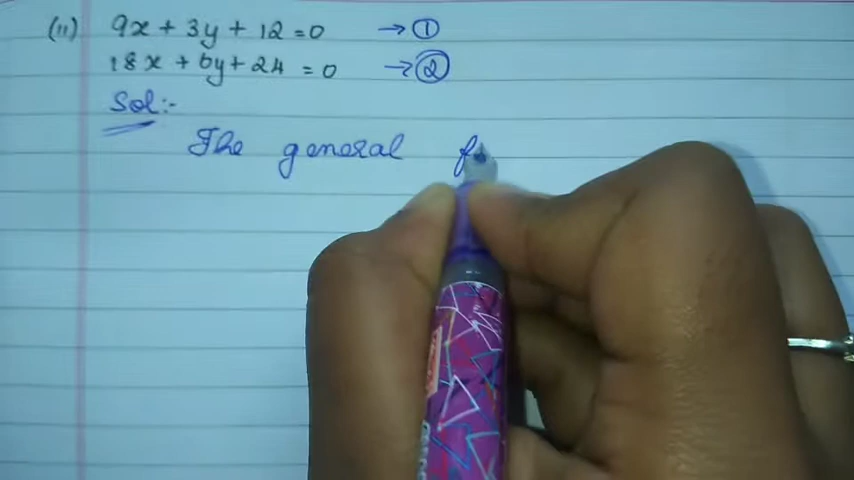 (ii) 9x + 3y + 12 = 0 → ①
18x + 6y + 24 = 0 → ②
Sol :-
The general f